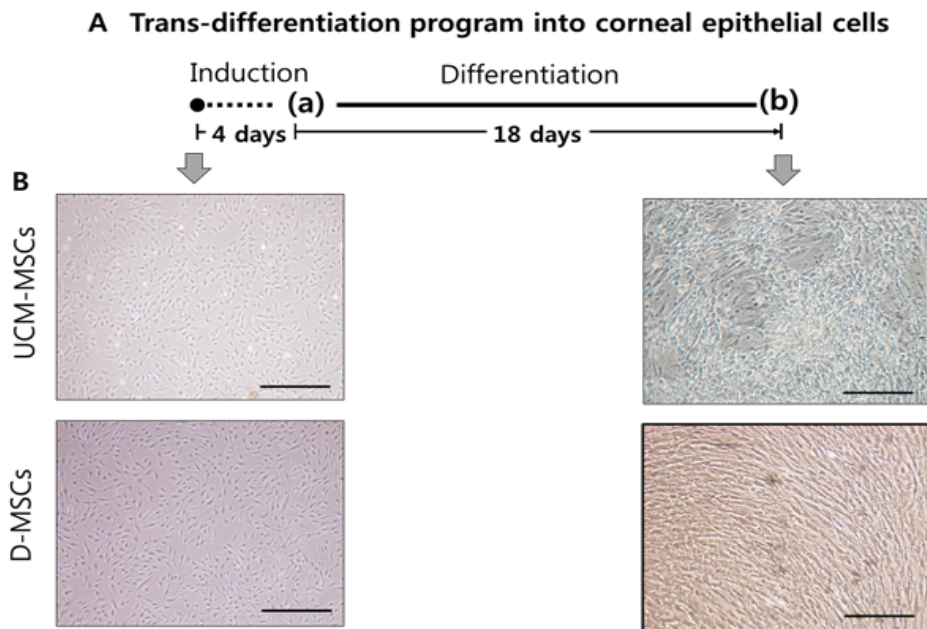 A Trans-differentiation program into corneal epithelial cells
Induction
Differentiation
(a)
(b)
4 days
18 days
B
UCM-MSCs
D-MSCs